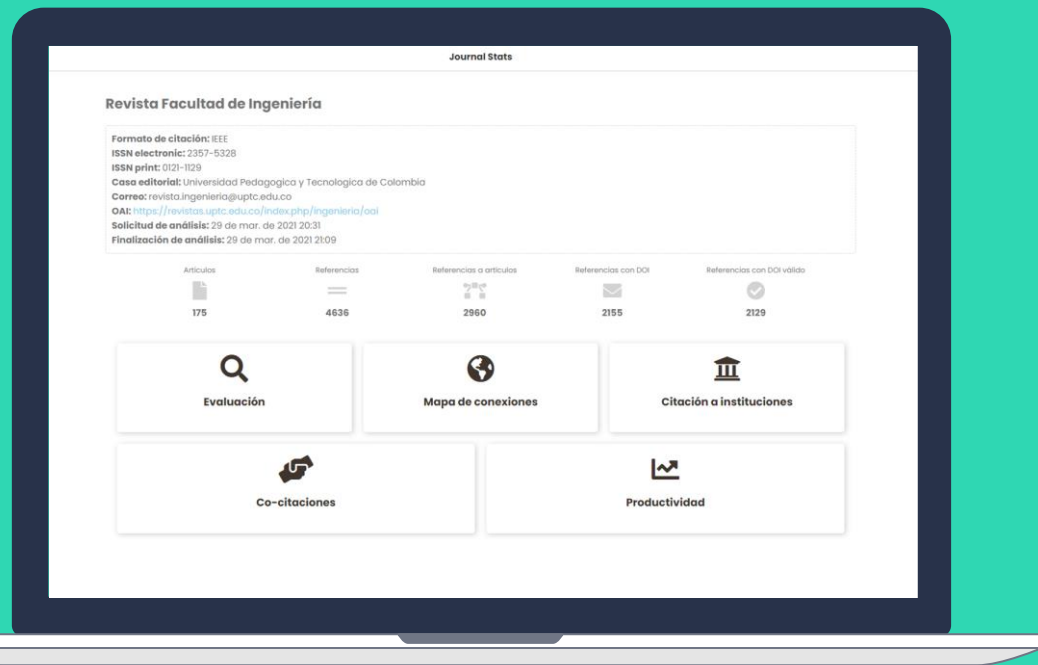 Journal Stats
Revista Facultad de Ingeniería
Formato de citación: IEEE
ISSN electronic: 2357-5328
ISSN print: 0121-1129
Casa editorial: Universidad Pedagogica y Tecnologica de Colombia
Correo: revista.ingenieria@uptc.edu.co
OAI: https://revistas.uptc.edu.co/index.php/ingenieria/oai
Solicitud de análisis: 29 de mar. de 2021 20:31
Finalización de análisis: 29 de mar. de 2021 21:09
Artículos Referencias Referencias a artículos Referencias con DOI Referencias con DOI válido
175 4636 2960 2155 2129
Evaluación Mapa de conexiones Citación a instituciones
Co-citaciones Productividad